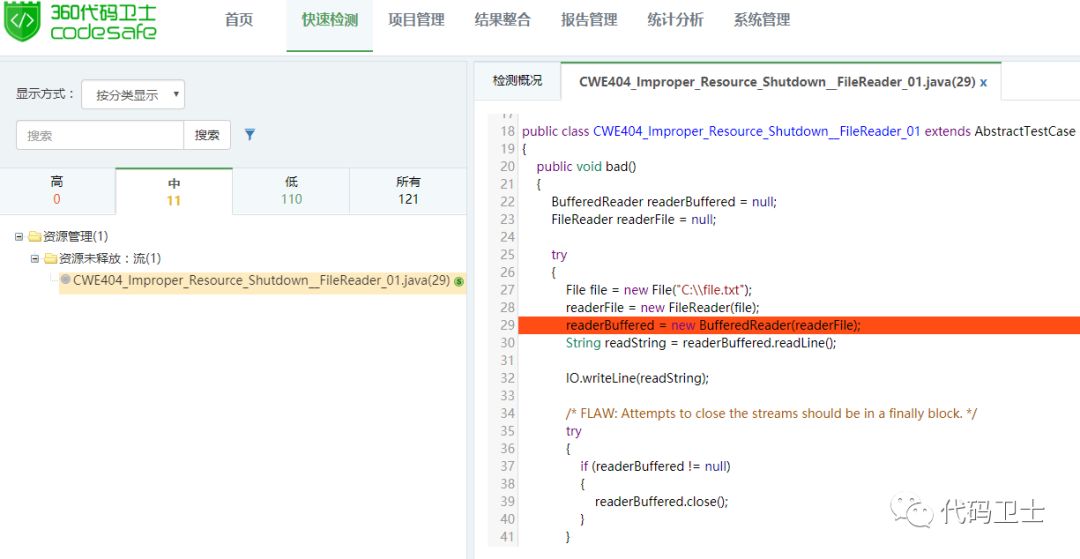 360代码卫士
codesafe
首页 快速检测 项目管理 结果整合 报告管理 统计分析 系统管理
显示方式： 按分类显示
搜索 搜索
高 中 低 所有
0 11 110 121
资源管理(1)
资源未释放：流(1)
CWE404_Improper_Resource_Shutdown__FileReader_01.java(29) S
检测概况 CWE404_Improper_Resource_Shutdown__FileReader_01.java(29) x
17
18 public class CWE404_Improper_Resource_Shutdown__FileReader_01 extends AbstractTestCase
19 {
20 public void bad()
21 {
22 BufferedReader readerBuffered = null;
23 FileReader readerFile = null;
24
25 try
26 {
27 File file = new File("C:\\file.txt");
28 readerFile = new FileReader(file);
29 readerBuffered = new BufferedReader(readerFile);
30 String readString = readerBuffered.readLine();
31
32 IO.writeLine(readString);
33
34 /* FLAW: Attempts to close the streams should be in a finally block. */
35 try
36 {
37 if (readerBuffered != null)
38 {
39 readerBuffered.close();
40 }
41 }
代码卫士